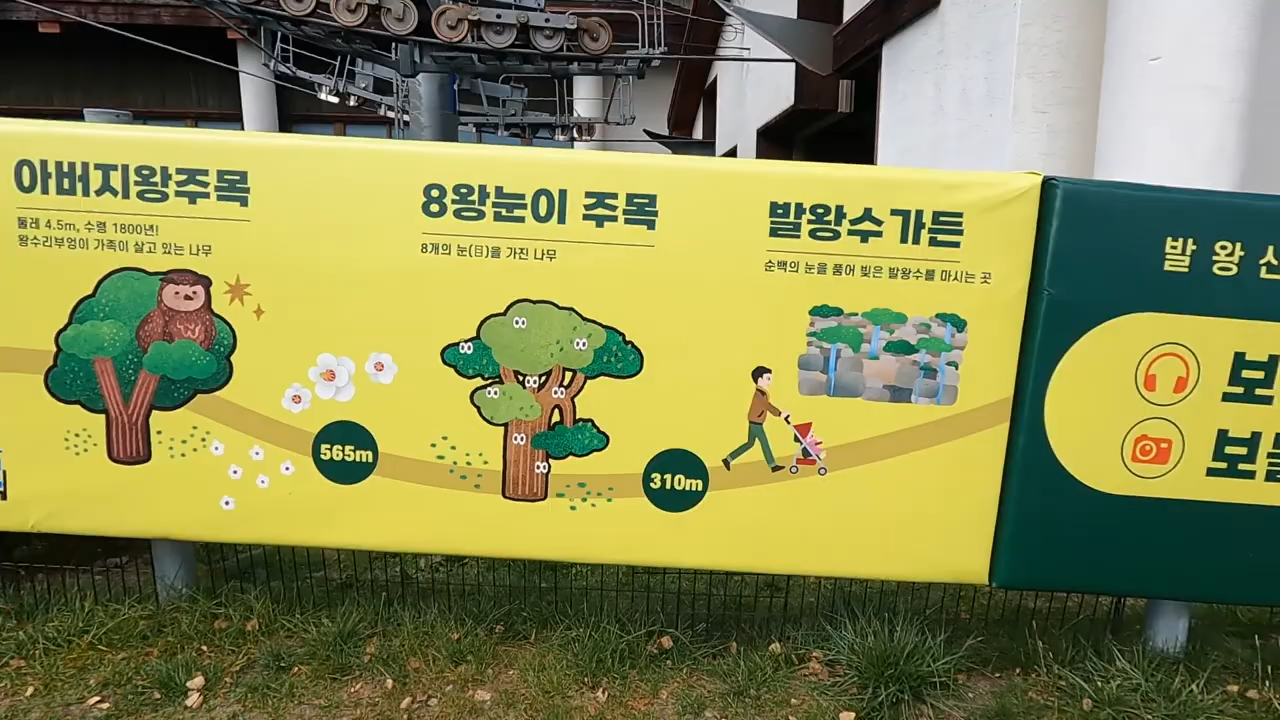 아버지왕주목
둘레 4.5m, 수령 1800년!
왕수리부엉이 가족이 살고 있는 나무
565m
8왕눈이 주목
8개의 눈(目)을 가진 나무
310m
발왕수가든
순백의 눈을 품어 빚은 발왕수를 마시는 곳
발왕산
보
보